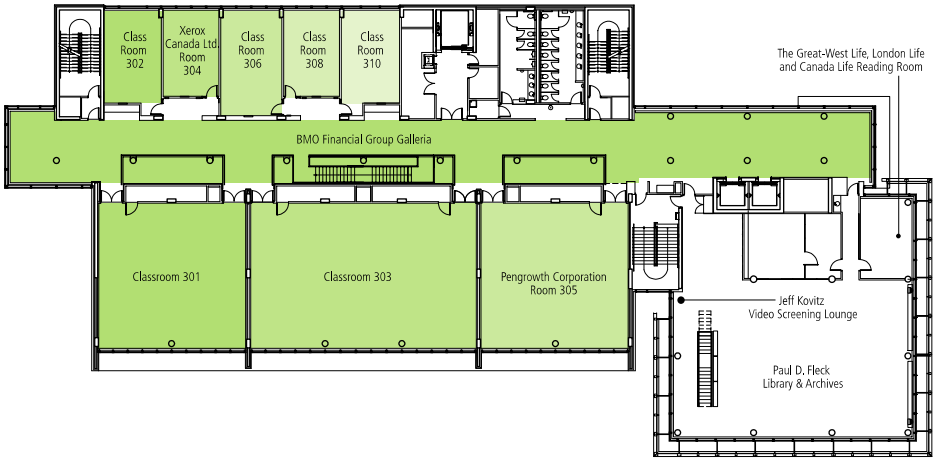 Class
Room
302
Xerox
Canada Ltd.
Room
304
Class
Room
306
Class
Room
308
Class
Room
310
The Great-West Life, London Life
and Canada Life Reading Room
BMO Financial Group Galleria
Classroom 301
Classroom 303
Pengrowth Corporation
Room 305
Jeff Kovitz
Video Screening Lounge
Paul D. Fleck
Library & Archives